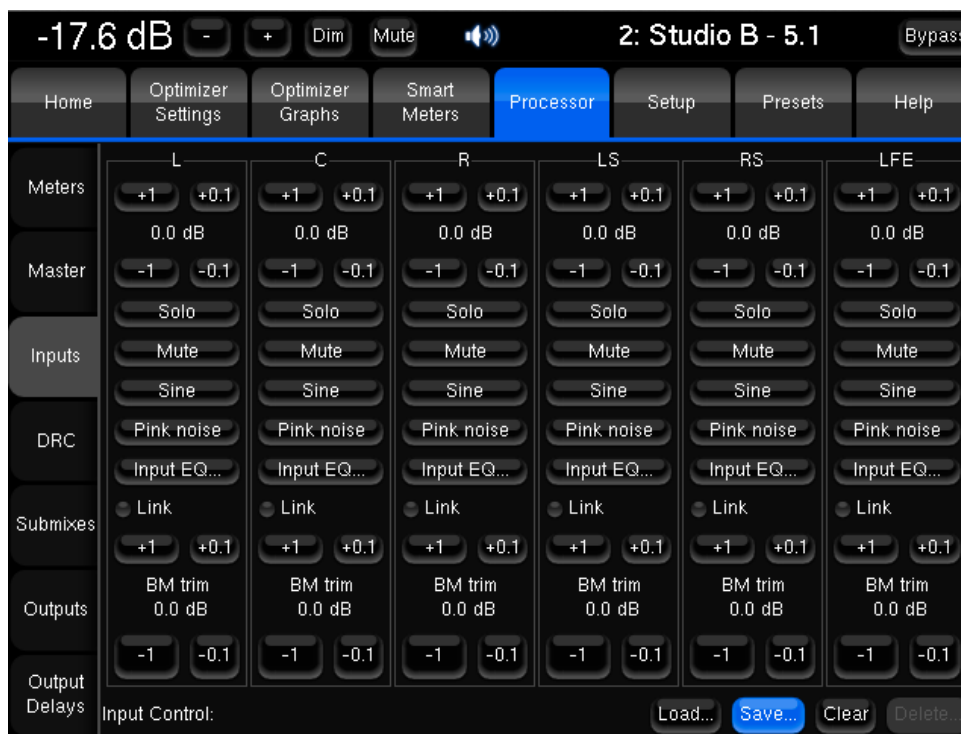 -17.6 dB - + Dim Mute 2: Studio B - 5.1 Bypass
Home Optimizer Settings Optimizer Graphs Smart Meters Processor Setup Presets Help
Meters
Master
Inputs
DRC
Submixes
Outputs
Output Delays
L C R LS RS LFE
+1 +0.1 +1 +0.1 +1 +0.1 +1 +0.1 +1 +0.1 +1 +0.1
0.0 dB 0.0 dB 0.0 dB 0.0 dB 0.0 dB 0.0 dB
-1 -0.1 -1 -0.1 -1 -0.1 -1 -0.1 -1 -0.1 -1 -0.1
Solo Solo Solo Solo Solo Solo
Mute Mute Mute Mute Mute Mute
Sine Sine Sine Sine Sine Sine
Pink noise Pink noise Pink noise Pink noise Pink noise Pink noise
Input EQ... Input EQ... Input EQ... Input EQ... Input EQ... Input EQ...
Link Link Link Link Link Link
+1 +0.1 +1 +0.1 +1 +0.1 +1 +0.1 +1 +0.1 +1 +0.1
BM trim BM trim BM trim BM trim BM trim BM trim
0.0 dB 0.0 dB 0.0 dB 0.0 dB 0.0 dB 0.0 dB
-1 -0.1 -1 -0.1 -1 -0.1 -1 -0.1 -1 -0.1 -1 -0.1
Input Control: Load... Save... Clear Delete...